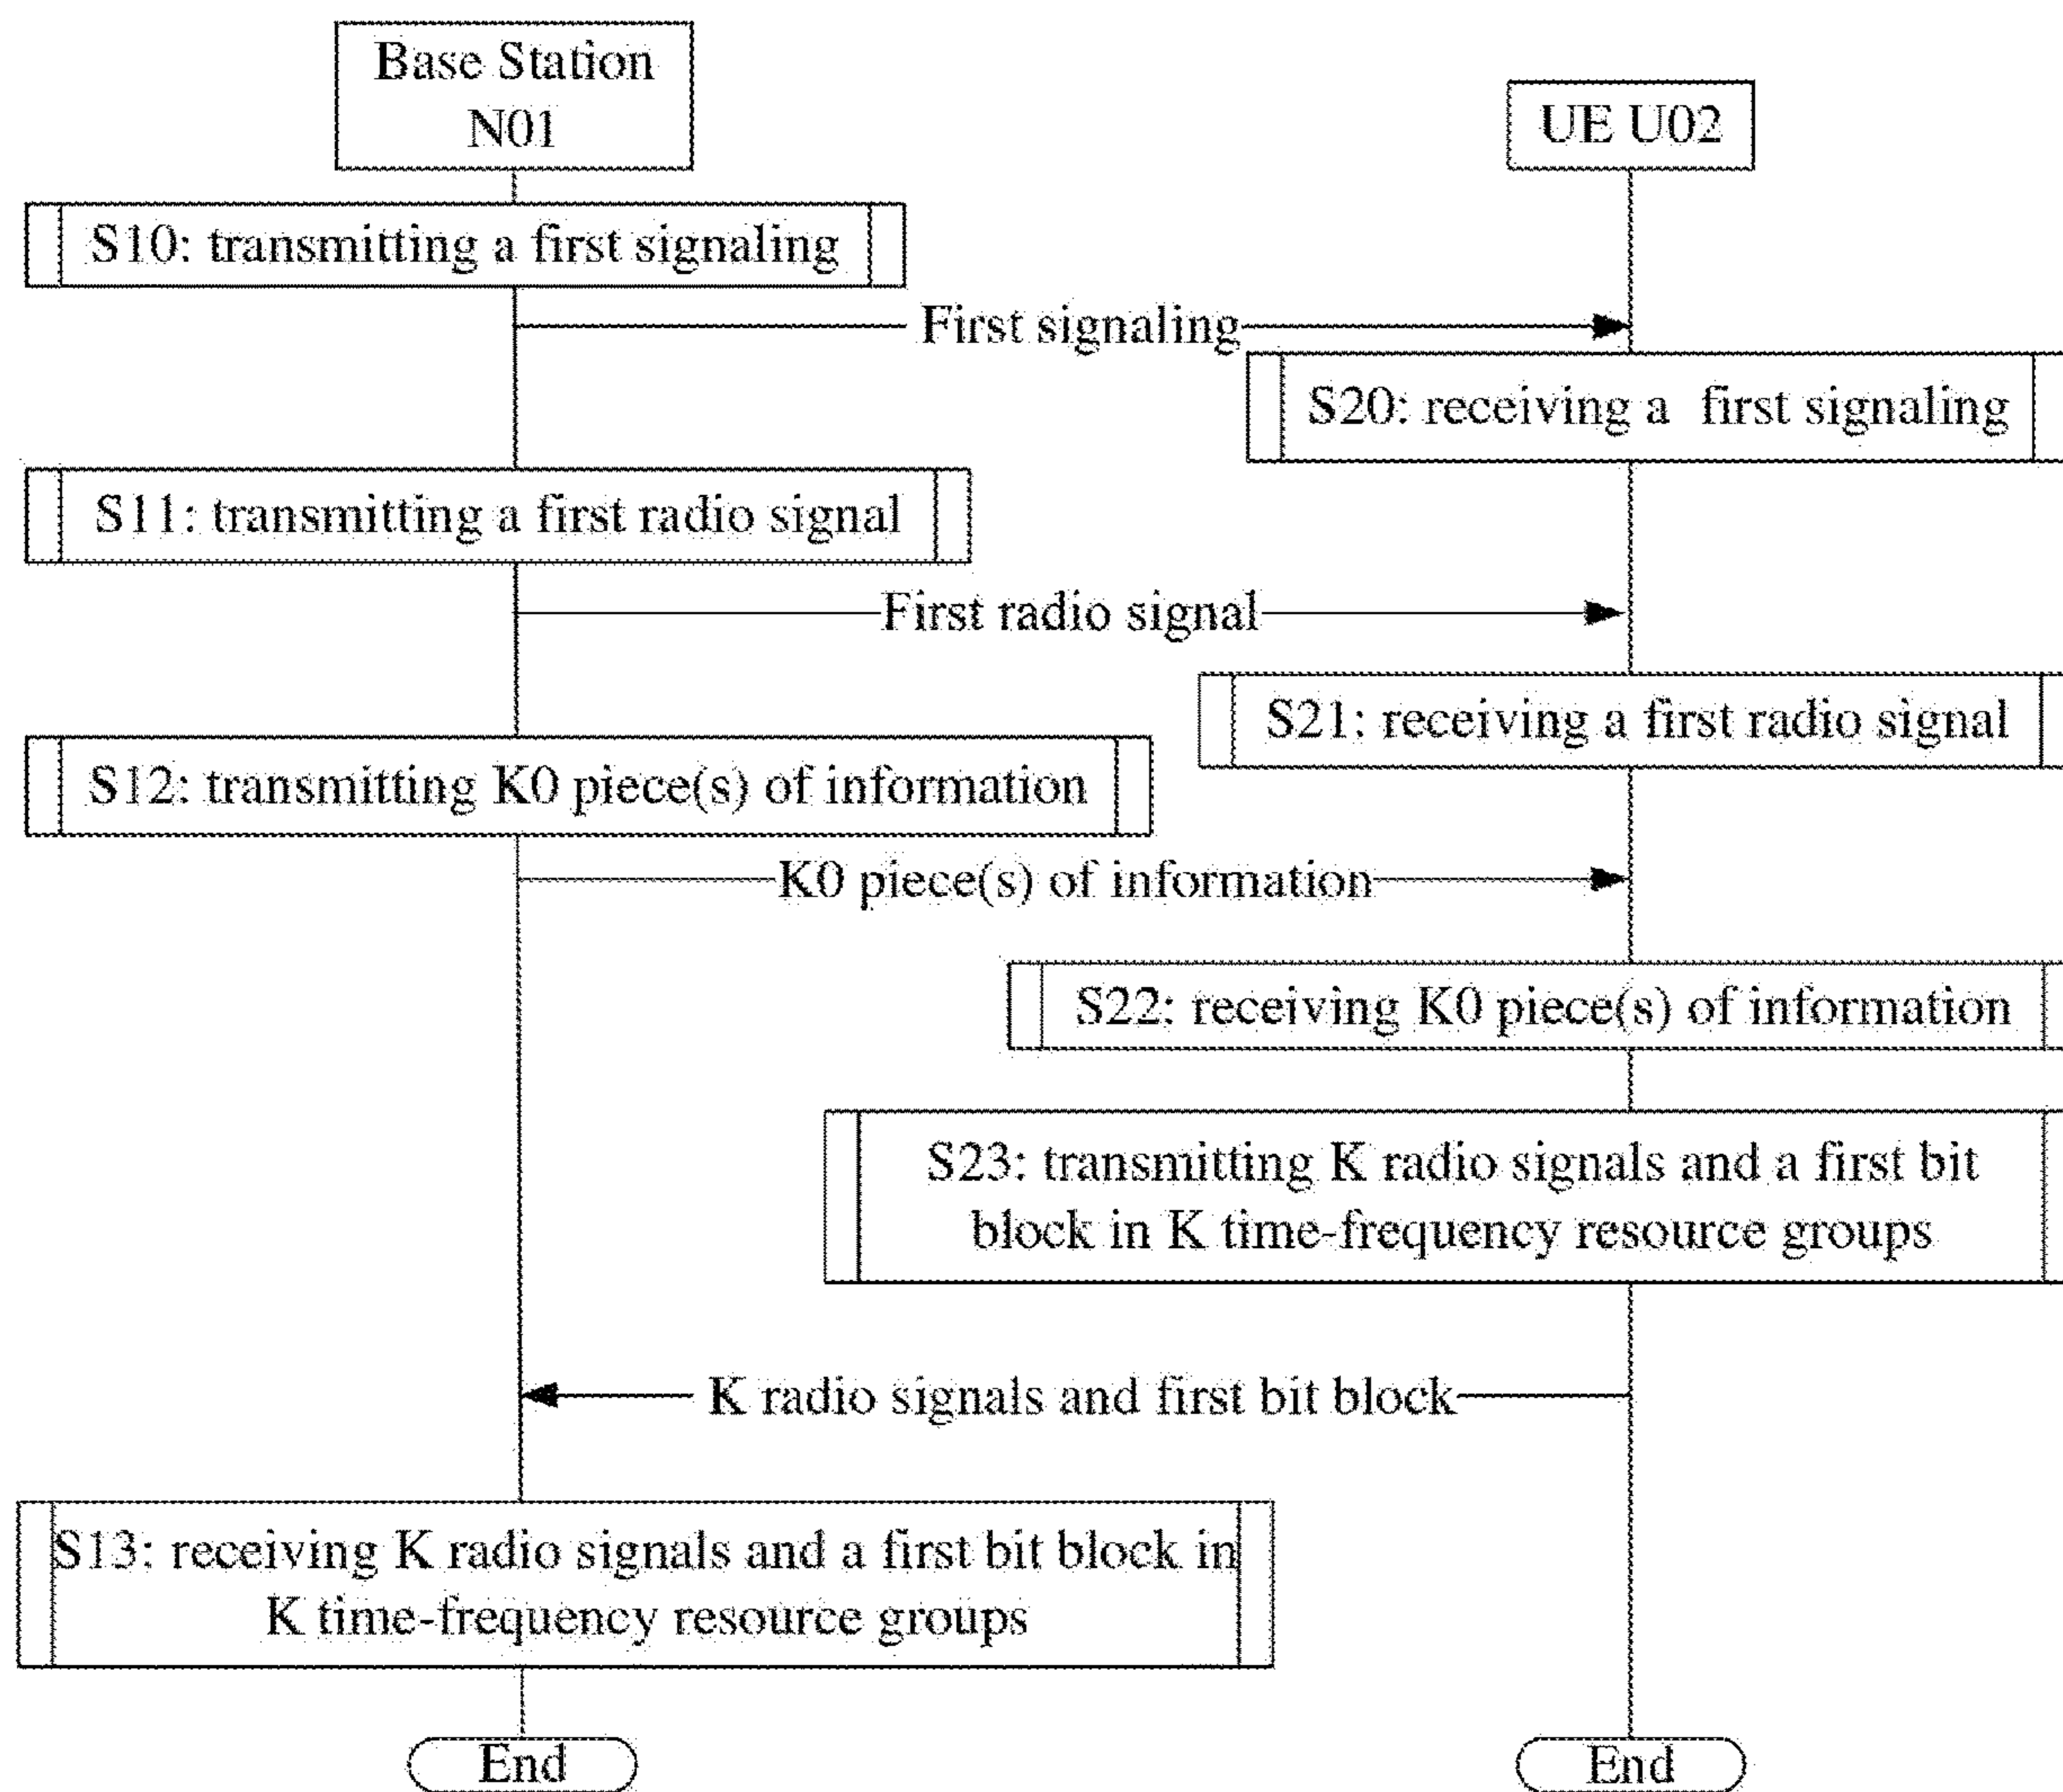 Base Station
N01
UE U02
S10: transmitting a first signaling
First signaling
S20: receiving a first signaling
S11: transmitting a first radio signal
First radio signal
S21: receiving a first radio signal
S12: transmitting K0 piece(s) of information
K0 piece(s) of information
S22: receiving K0 piece(s) of information
S23: transmitting K radio signals and a first bit
block in K time-frequency resource groups
K radio signals and first bit block
S13: receiving K radio signals and a first bit block in
K time-frequency resource groups
End
End